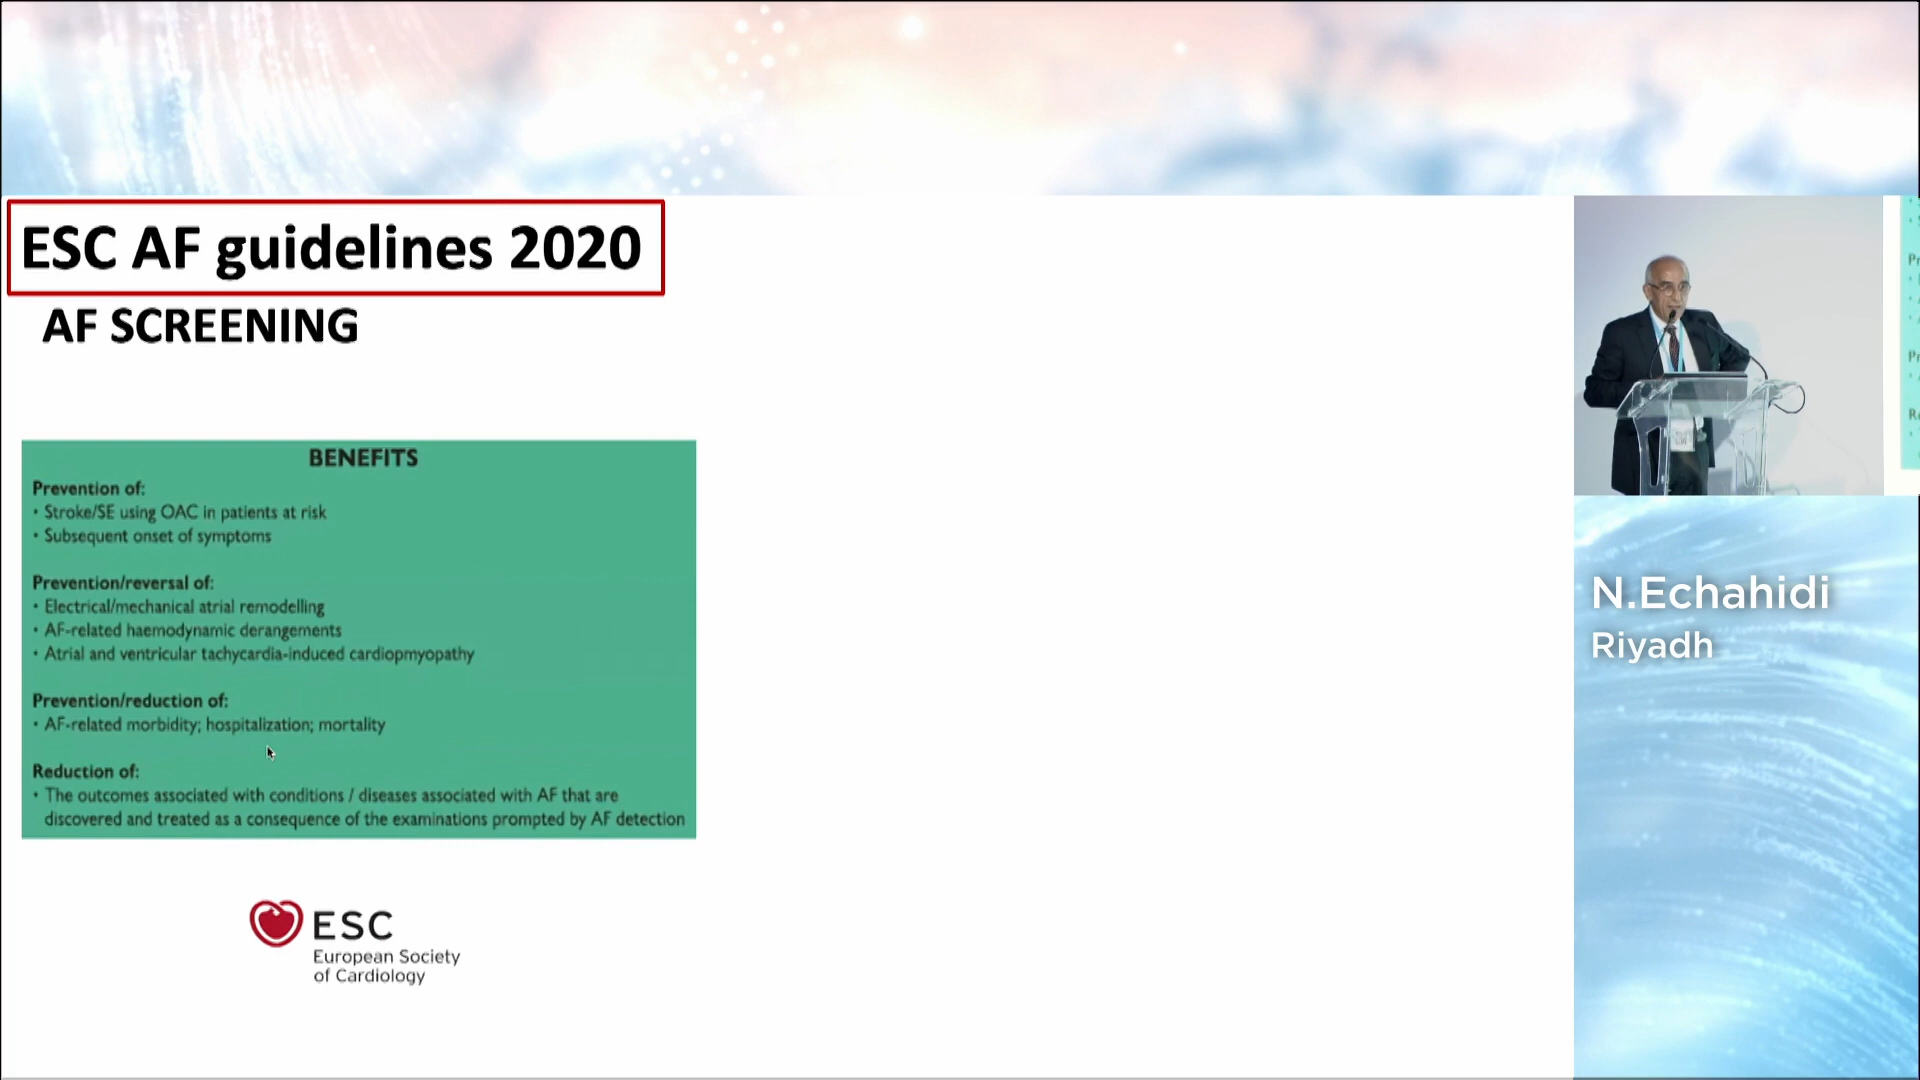 ESC AF guidelines 2020
AF SCREENING
BENEFITS
Prevention of:
• Stroke/SE using OAC in patients at risk
• Subsequent onset of symptoms
Prevention/reversal of:
• Electrical/mechanical atrial remodelling
• AF-related haemodynamic derangements
• Atrial and ventricular tachycardia-induced cardiopmyopathy
Prevention/reduction of:
• AF-related morbidity; hospitalization; mortality
Reduction of:
• The outcomes associated with conditions / diseases associated with AF that are
discovered and treated as a consequence of the examinations prompted by AF detection
ESC
European Society
of Cardiology
N.Echahidi
Riyadh